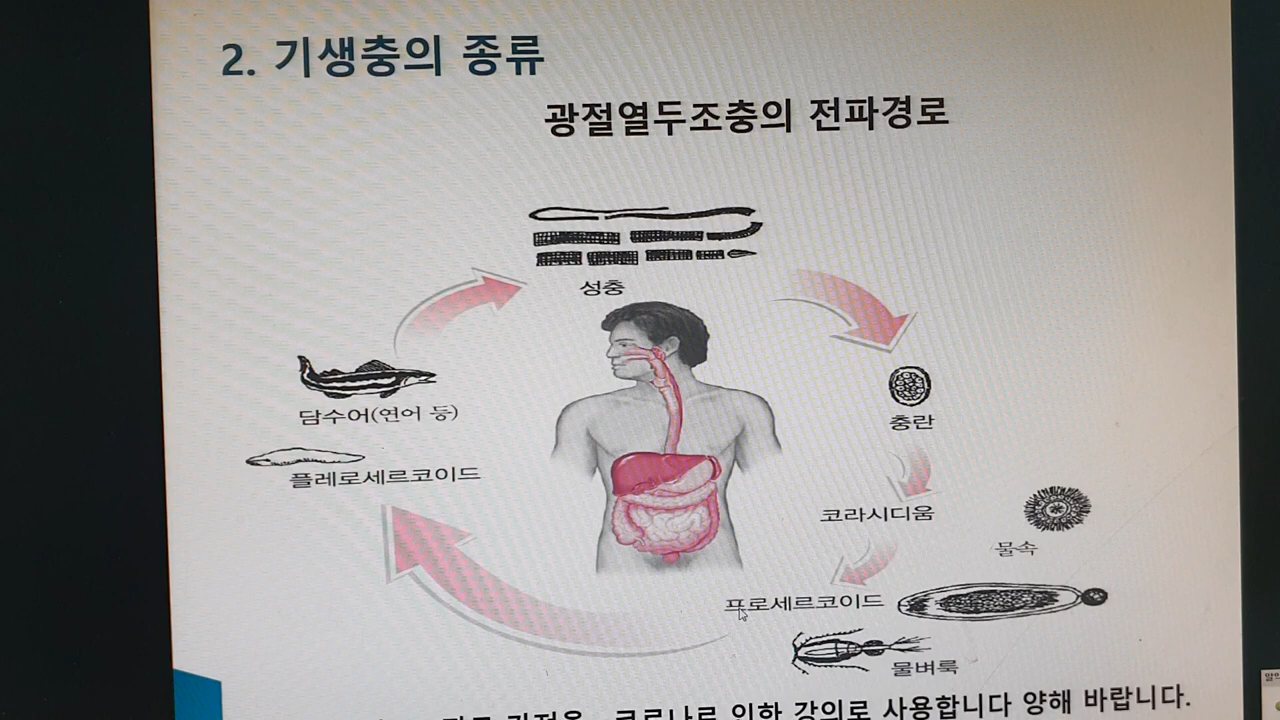 2. 기생충의 종류
광절열두조충의 전파경로
성충
충란
담수어(연어 등)
플레로세르코이드
코라시디움
물속
프로세르코이드
물벼룩
코로나로 인한 강의로 사용합니다 양해 바랍니다.